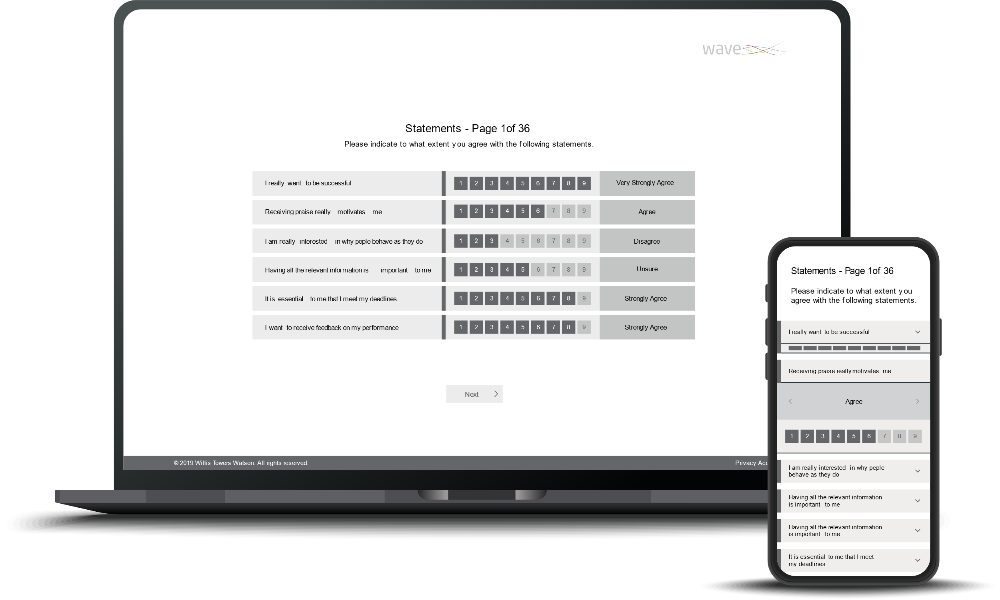 wave
Statements - Page 1of 36
Please indicate to what extent you agree with the following statements.
I really want to be successful 1 2 3 4 5 6 7 8 9 Very Strongly Agree
Receiving praise really motivates me 1 2 3 4 5 6 7 8 9 Agree
I am really interested in why peple behave as they do 1 2 3 4 5 6 7 8 9 Disagree
Having all the relevant information is important to me 1 2 3 4 5 6 7 8 9 Unsure
It is essential to me that I meet my deadlines 1 2 3 4 5 6 7 8 9 Strongly Agree
I want to receive feedback on my performance 1 2 3 4 5 6 7 8 9 Strongly Agree
Next
© 2019 Willis Towers Watson. All rights reserved. Privacy Acc
Statements - Page 1of 36
Please indicate to what extent you
agree with the following statements.
I really want to be successful
Receiving praise really motivates me
Agree
1 2 3 4 5 6 7 8 9
I am really interested in why peple
behave as they do
Having all the relevant information
is important to me
Having all the relevant information
is important to me
It is essential to me that I meet
my deadlines